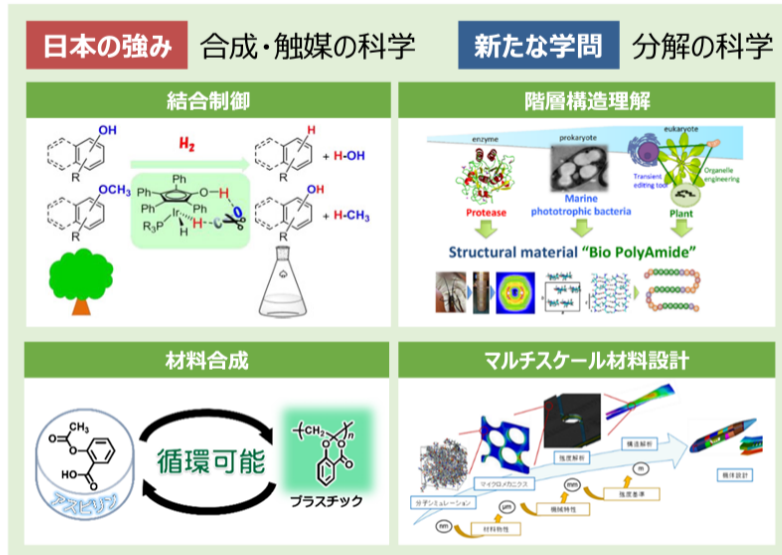 日本の強み 合成・触媒の科学
新たな学問 分解の科学
結合制御
OH
R
H₂
H
R
+ H-OH
OCH₃
R
Ph
Ph
Ph
Ph
O
H
Ir
R₃P
H
H
OH
R
+ H-CH₃
階層構造理解
enzyme
prokaryote
eukaryote
Transient
editing tool
Organelle
engineering
Protease
Marine
phototrophic bacteria
Plant
Structural material “Bio PolyAmide”
材料合成
CH₃
O
O
HO
O
アスピリン
循環可能
CH₂
n
O
O
O
プラスチック
マルチスケール材料設計
分子シミュレーション
マイクロメカニクス
強度解析
構造解析
機体設計
nm
材料物性
μm
機械特性
mm
強度基準
m